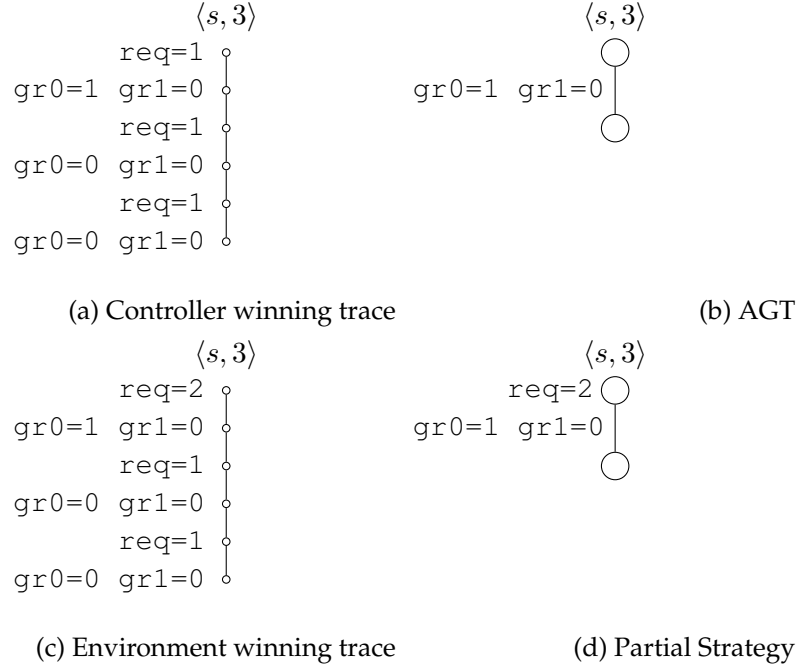 ⟨s, 3⟩
req=1
gr0=1 gr1=0
req=1
gr0=0 gr1=0
req=1
gr0=0 gr1=0
(a) Controller winning trace
⟨s, 3⟩
gr0=1 gr1=0
(b) AGT
⟨s, 3⟩
req=2
gr0=1 gr1=0
req=1
gr0=0 gr1=0
req=1
gr0=0 gr1=0
(c) Environment winning trace
⟨s, 3⟩
req=2
gr0=1 gr1=0
(d) Partial Strategy